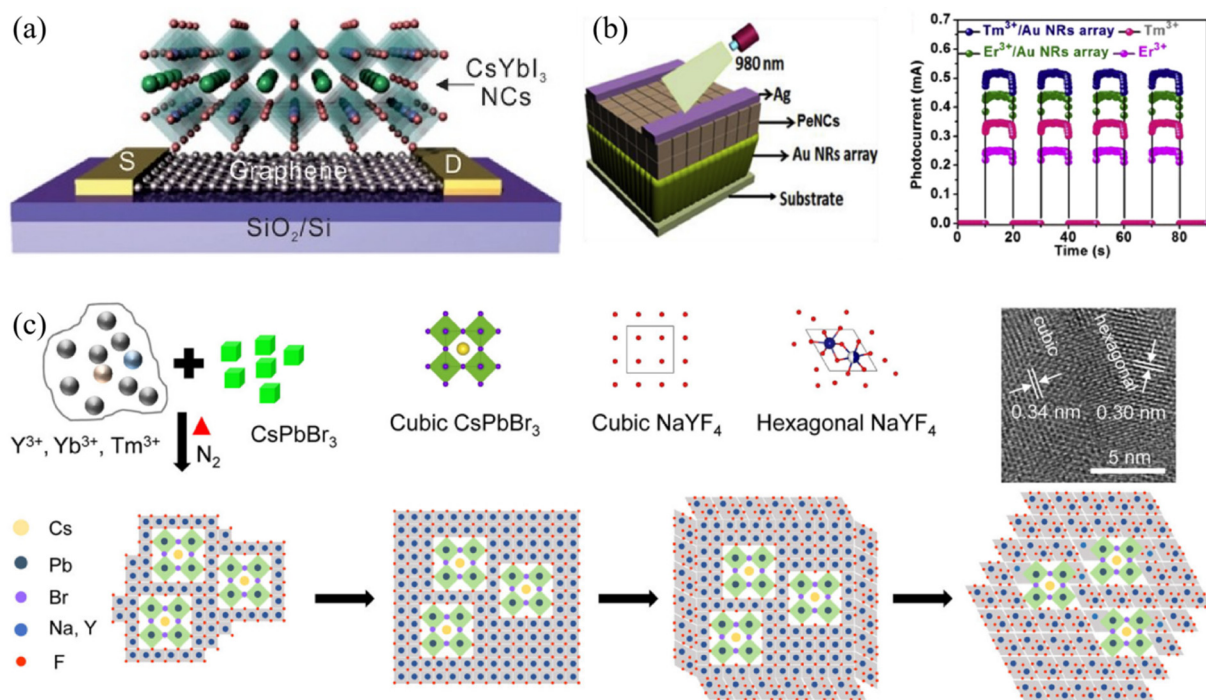 (a)
CsYbI₃
NCs
S
D
Graphene
SiO₂/Si
(b)
980 nm
Ag
PeNCs
Au NRs array
Substrate
Photocurrent (mA)
0.7
0.6
0.5
0.4
0.3
0.2
0.1
0.0
Tm³⁺/Au NRs array
Tm³⁺
Er³⁺/Au NRs array
Er³⁺
0 20 40 60 80
Time (s)
(c)
Y³⁺, Yb³⁺, Tm³⁺
CsPbBr₃
N₂
Cubic CsPbBr₃
Cubic NaYF₄
Hexagonal NaYF₄
cubic
hexagonal
0.34 nm
0.30 nm
5 nm
Cs
Pb
Br
Na, Y
F